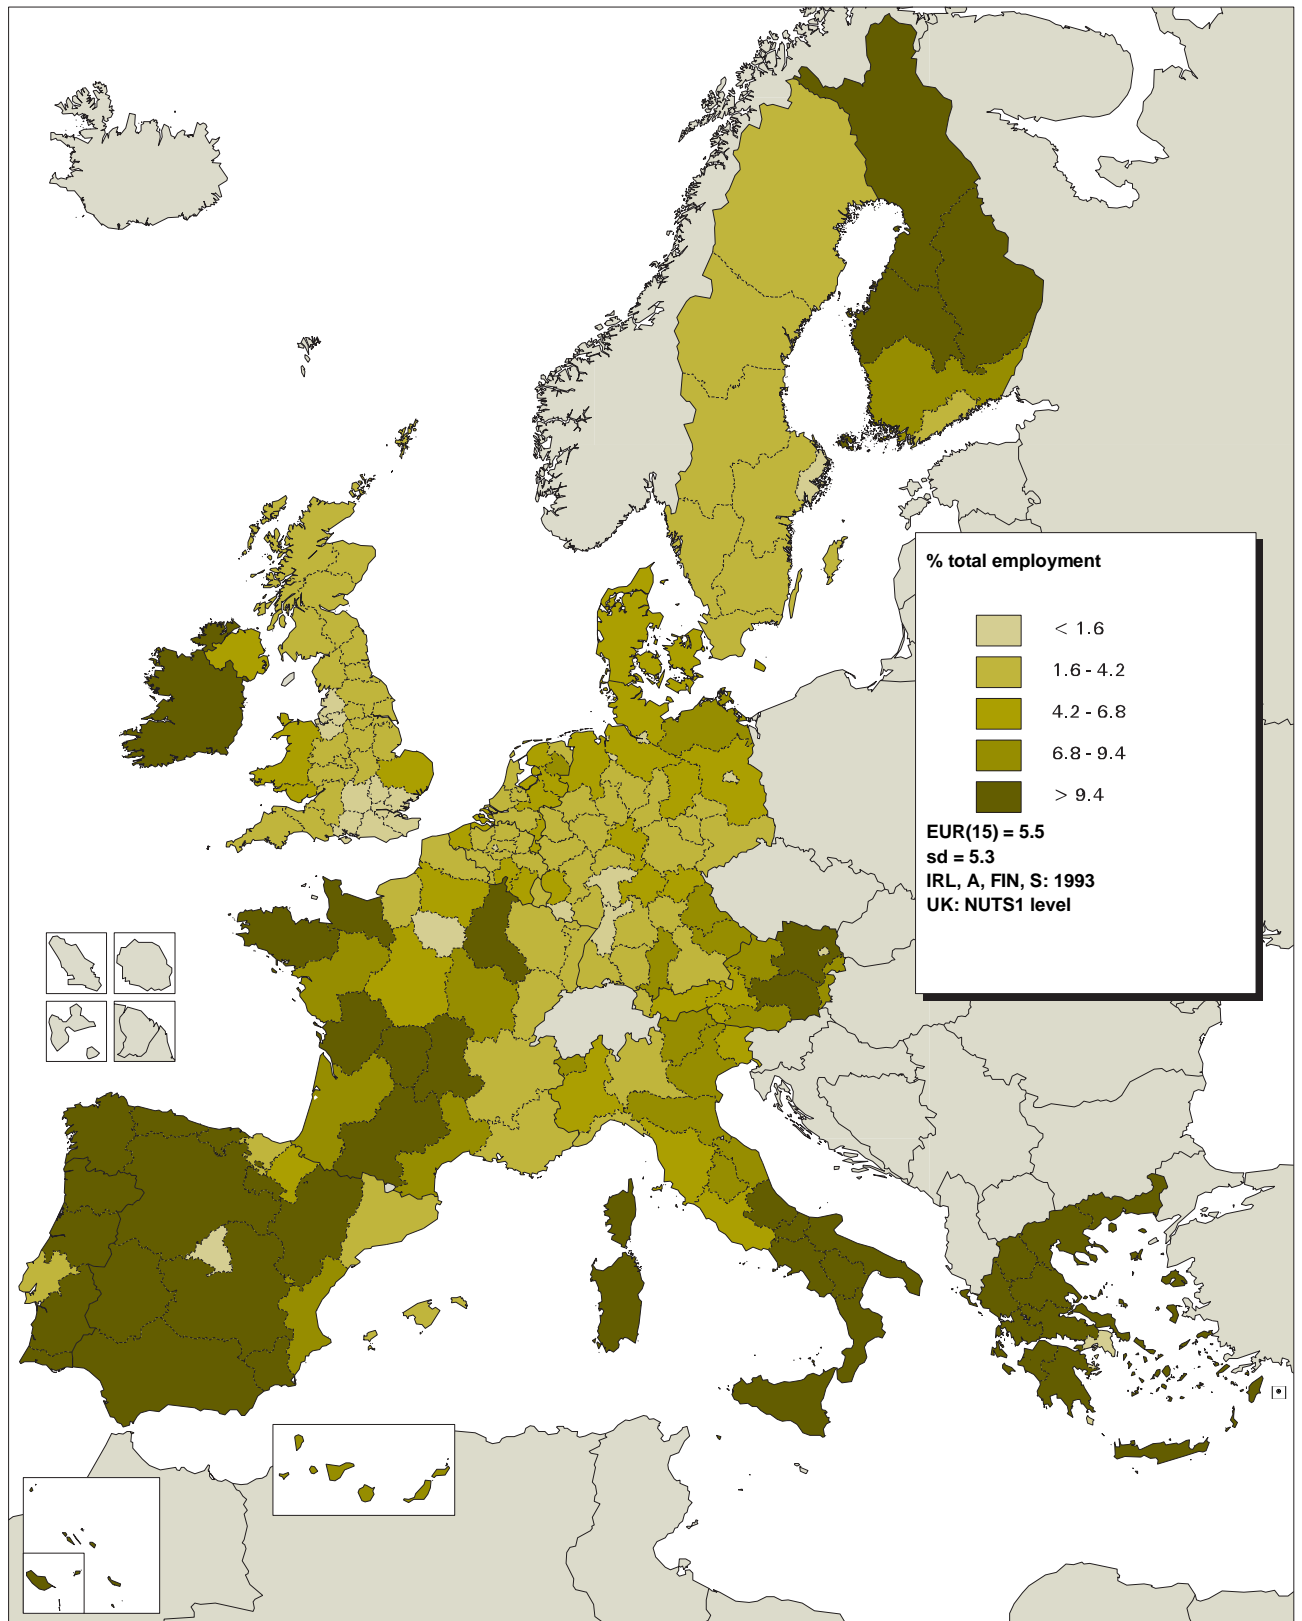 % total employment
< 1.6
1.6 - 4.2
4.2 - 6.8
6.8 - 9.4
> 9.4
EUR(15) = 5.5
sd = 5.3
IRL, A, FIN, S: 1993
UK: NUTS1 level